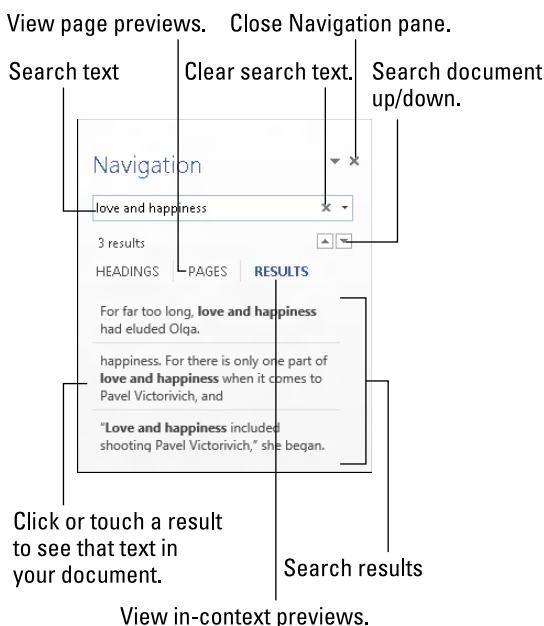 View page previews. Close Navigation pane.
Search text Clear search text. Search document
up/down.
Navigation
love and happiness
3 results
HEADINGS PAGES RESULTS
For far too long, love and happiness
had eluded Olga.
happiness. For there is only one part of
love and happiness when it comes to
Pavel Victorivich, and
“Love and happiness included
shooting Pavel Victorivich,” she began.
Click or touch a result
to see that text in
your document.
Search results
View in-context previews.